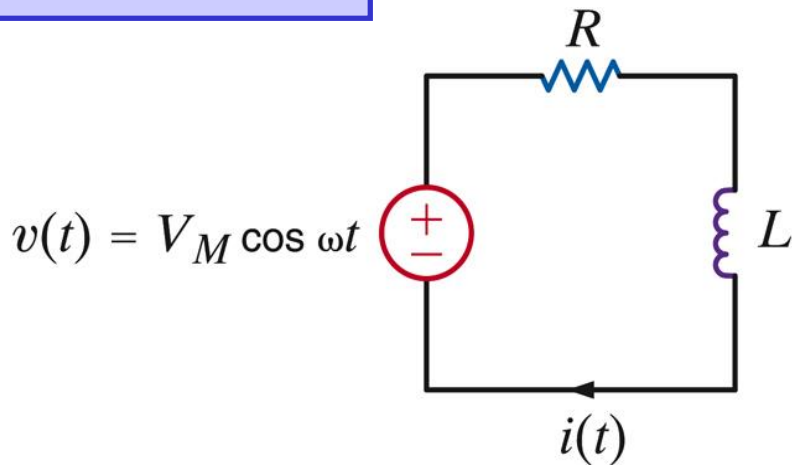 R
v(t) = V_M cos ωt
+
−
L
i(t)